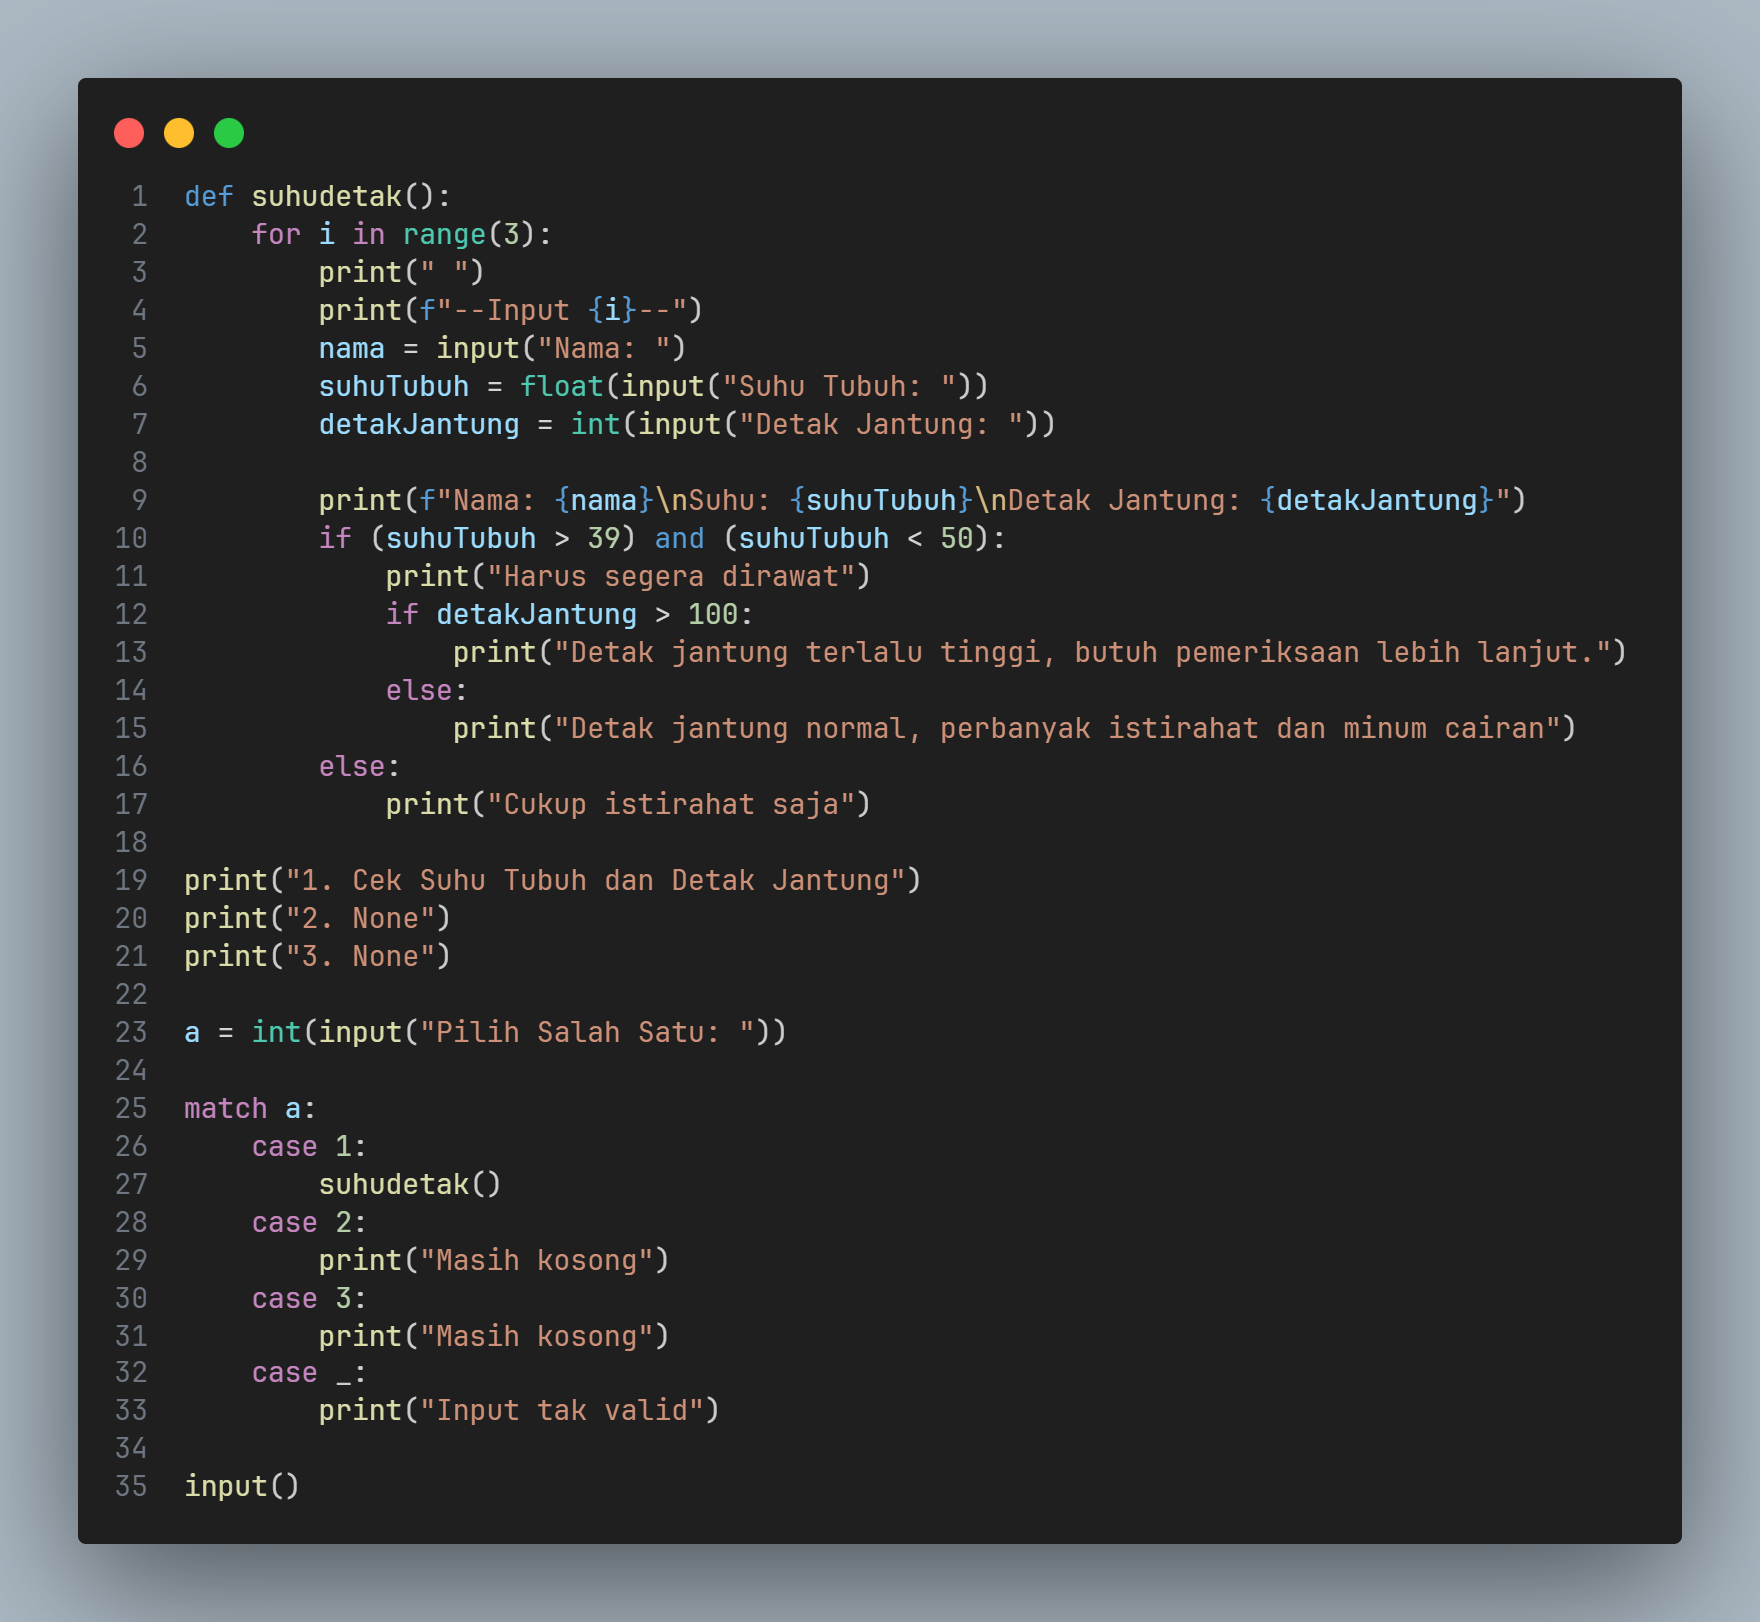 1 def suhudetak():
2     for i in range(3):
3         print(" ")
4         print(f"--Input {i}--")
5         nama = input("Nama: ")
6         suhuTubuh = float(input("Suhu Tubuh: "))
7         detakJantung = int(input("Detak Jantung: "))
8
9         print(f"Nama: {nama}\nSuhu: {suhuTubuh}\nDetak Jantung: {detakJantung}")
10         if (suhuTubuh > 39) and (suhuTubuh < 50):
11             print("Harus segera dirawat")
12             if detakJantung > 100:
13                 print("Detak jantung terlalu tinggi, butuh pemeriksaan lebih lanjut.")
14             else:
15                 print("Detak jantung normal, perbanyak istirahat dan minum cairan")
16         else:
17             print("Cukup istirahat saja")
18
19 print("1. Cek Suhu Tubuh dan Detak Jantung")
20 print("2. None")
21 print("3. None")
22
23 a = int(input("Pilih Salah Satu: "))
24
25 match a:
26     case 1:
27         suhudetak()
28     case 2:
29         print("Masih kosong")
30     case 3:
31         print("Masih kosong")
32     case _:
33         print("Input tak valid")
34
35 input()